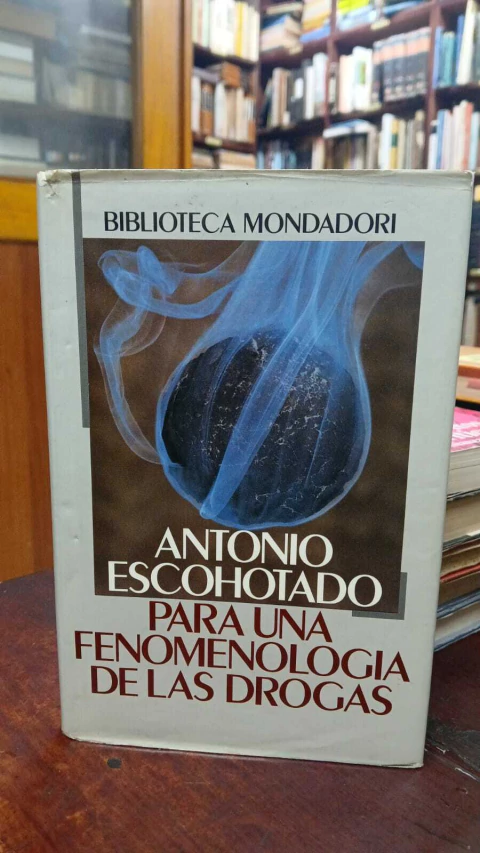 BIBLIOTECA MONDADORI
ANTONIO
ESCOHOTADO
PARA UNA
FENOMENOLOGIA
DE LAS DROGAS